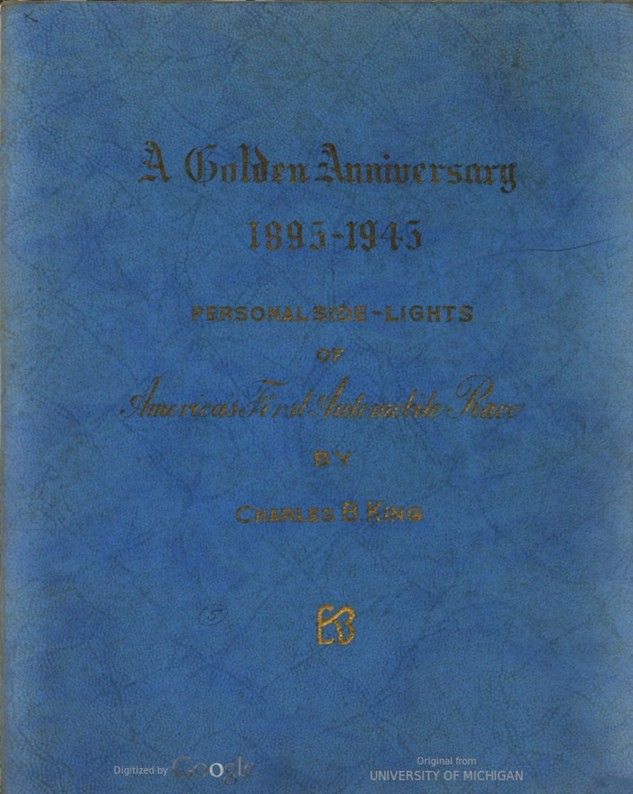 A Golden Anniversary
1895-1945
PERSONAL SIDE-LIGHTS
OF
Americas First Automobile Race
BY
CHARLES B. KING
5
Digitized by Google
Original from
UNIVERSITY OF MICHIGAN